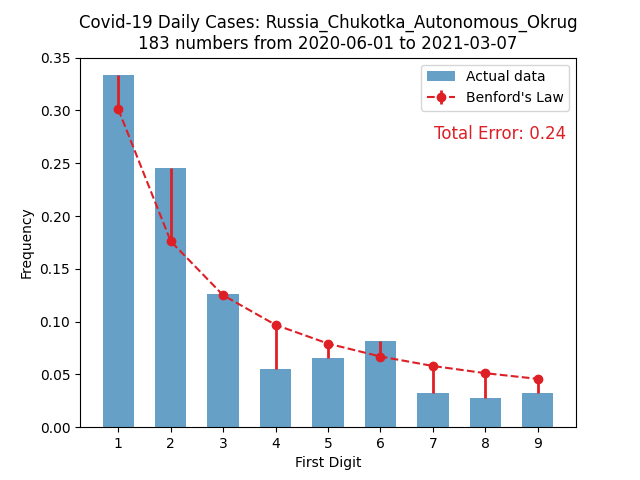 Covid-19 Daily Cases: Russia_Chukotka_Autonomous_Okrug
183 numbers from 2020-06-01 to 2021-03-07
Actual data
Benford's Law
Total Error: 0.24
Frequency
0.35
0.30
0.25
0.20
0.15
0.10
0.05
0.00
1 2 3 4 5 6 7 8 9
First Digit